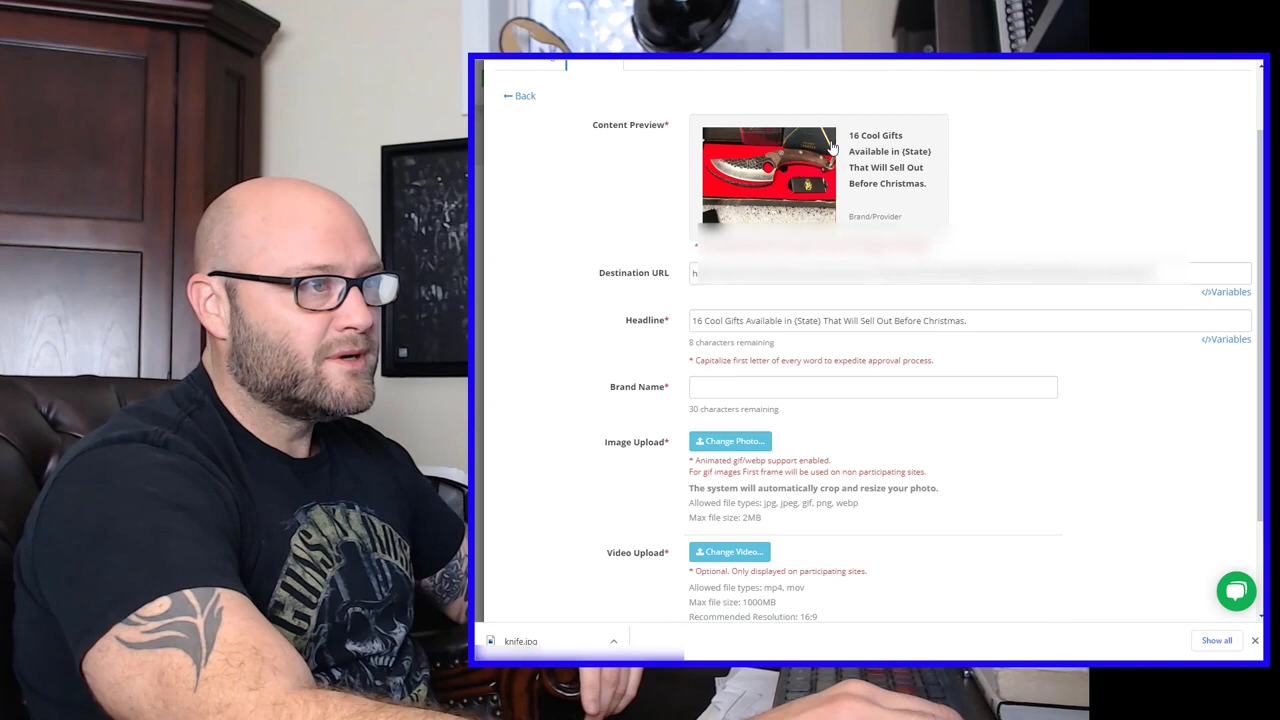 Back
Content Preview*
16 Cool Gifts
Available in {State}
That Will Sell Out
Before Christmas.
Brand/Provider
*
Destination URL
h
</>Variables
Headline*
16 Cool Gifts Available in {State} That Will Sell Out Before Christmas.
8 characters remaining
</>Variables
* Capitalize first letter of every word to expedite approval process.
Brand Name*
30 characters remaining
Image Upload*
Change Photo...
* Animated gif/webp support enabled.
For gif images First frame will be used on non participating sites.
The system will automatically crop and resize your photo.
Allowed file types: jpg, jpeg, gif, png, webp
Max file size: 2MB
Video Upload*
Change Video...
* Optional. Only displayed on participating sites.
Allowed file types: mp4, mov
Max file size: 1000MB
Recommended Resolution: 16:9
knife.jpg
Show all